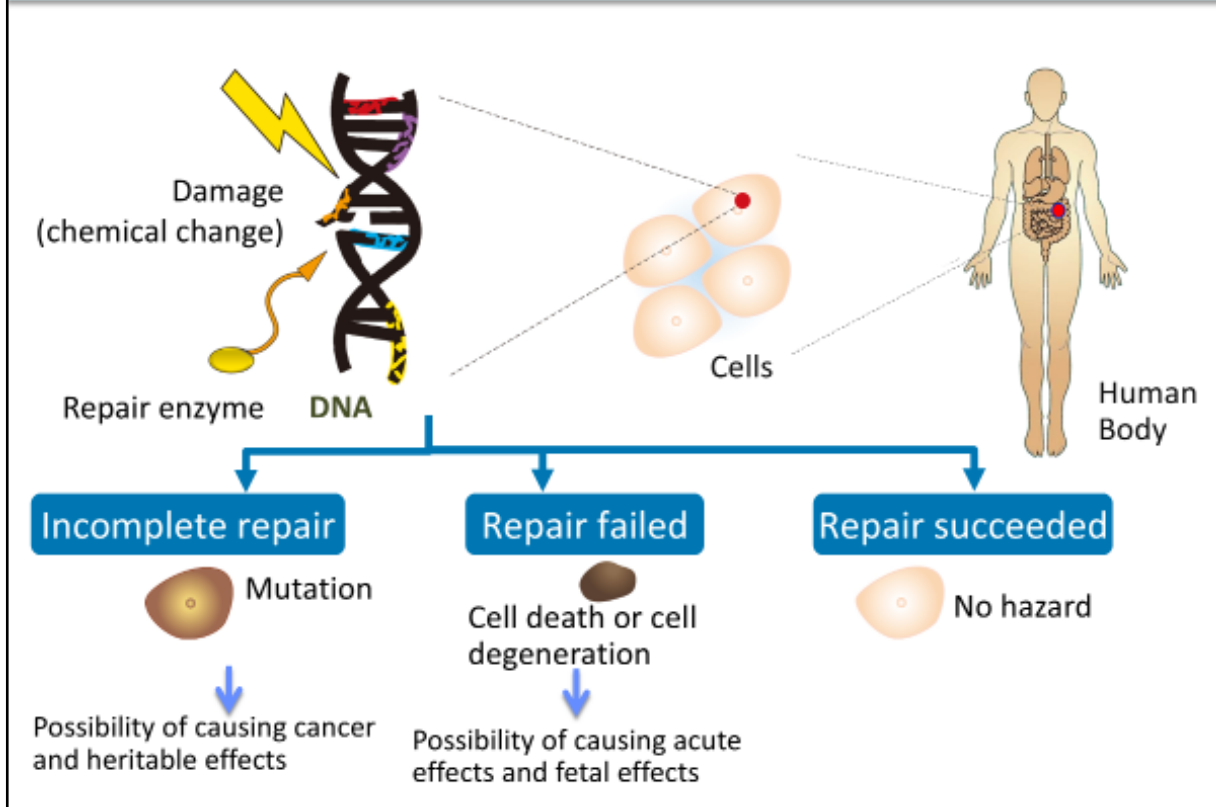 Damage
(chemical change)
Repair enzyme
DNA
Cells
Human
Body
Incomplete repair
Repair failed
Repair succeeded
Mutation
Cell death or cell
degeneration
No hazard
Possibility of causing cancer
and heritable effects
Possibility of causing acute
effects and fetal effects